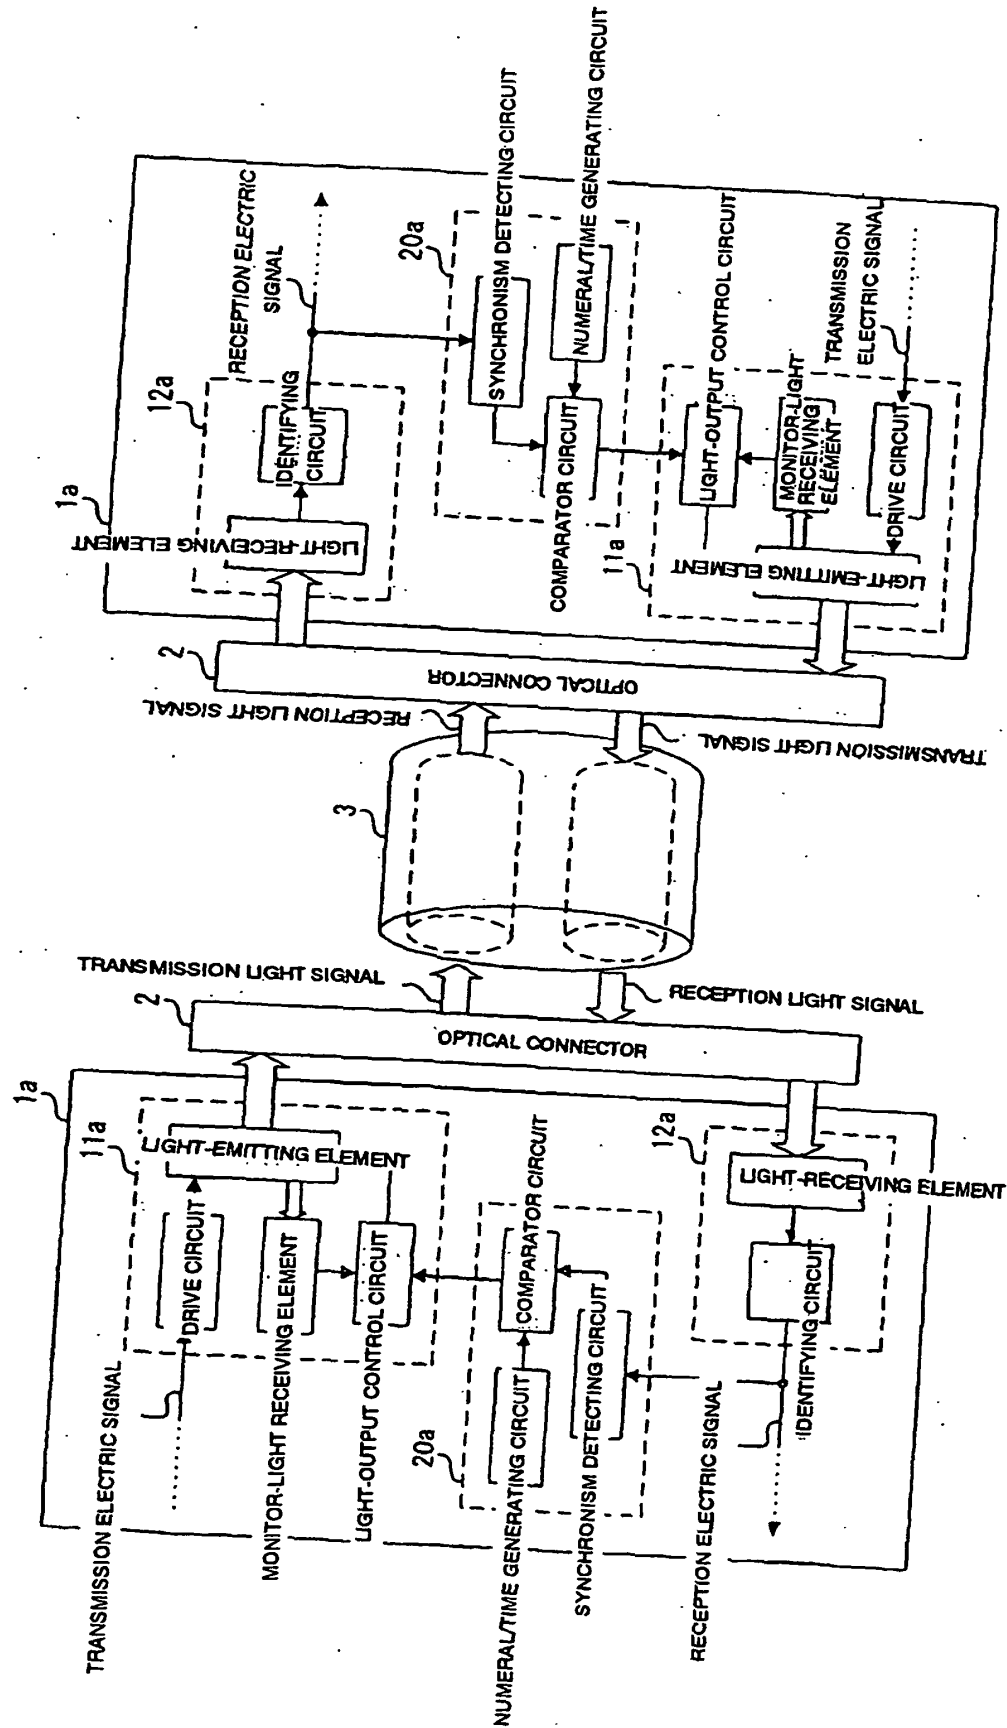 1a
12a
RECEPTION ELECTRIC
SIGNAL
IDENTIFYING
CIRCUIT
LIGHT-RECEIVING ELEMENT
20a
SYNCHRONISM DETECTING CIRCUIT
NUMERAL/TIME GENERATING CIRCUIT
COMPARATOR CIRCUIT
11a
LIGHT-OUTPUT CONTROL CIRCUIT
MONITOR-LIGHT
RECEIVING
ELEMENT
TRANSMISSION
ELECTRIC SIGNAL
DRIVE CIRCUIT
LIGHT-EMITTING ELEMENT
2
OPTICAL CONNECTOR
RECEPTION LIGHT SIGNAL
TRANSMISSION LIGHT SIGNAL
3
TRANSMISSION LIGHT SIGNAL
RECEPTION LIGHT SIGNAL
2
OPTICAL CONNECTOR
1a
11a
LIGHT-EMITTING ELEMENT
DRIVE CIRCUIT
TRANSMISSION ELECTRIC SIGNAL
MONITOR-LIGHT RECEIVING ELEMENT
LIGHT-OUTPUT CONTROL CIRCUIT
20a
COMPARATOR CIRCUIT
NUMERAL/TIME GENERATING CIRCUIT
SYNCHRONISM DETECTING CIRCUIT
12a
LIGHT-RECEIVING ELEMENT
IDENTIFYING CIRCUIT
RECEPTION ELECTRIC SIGNAL